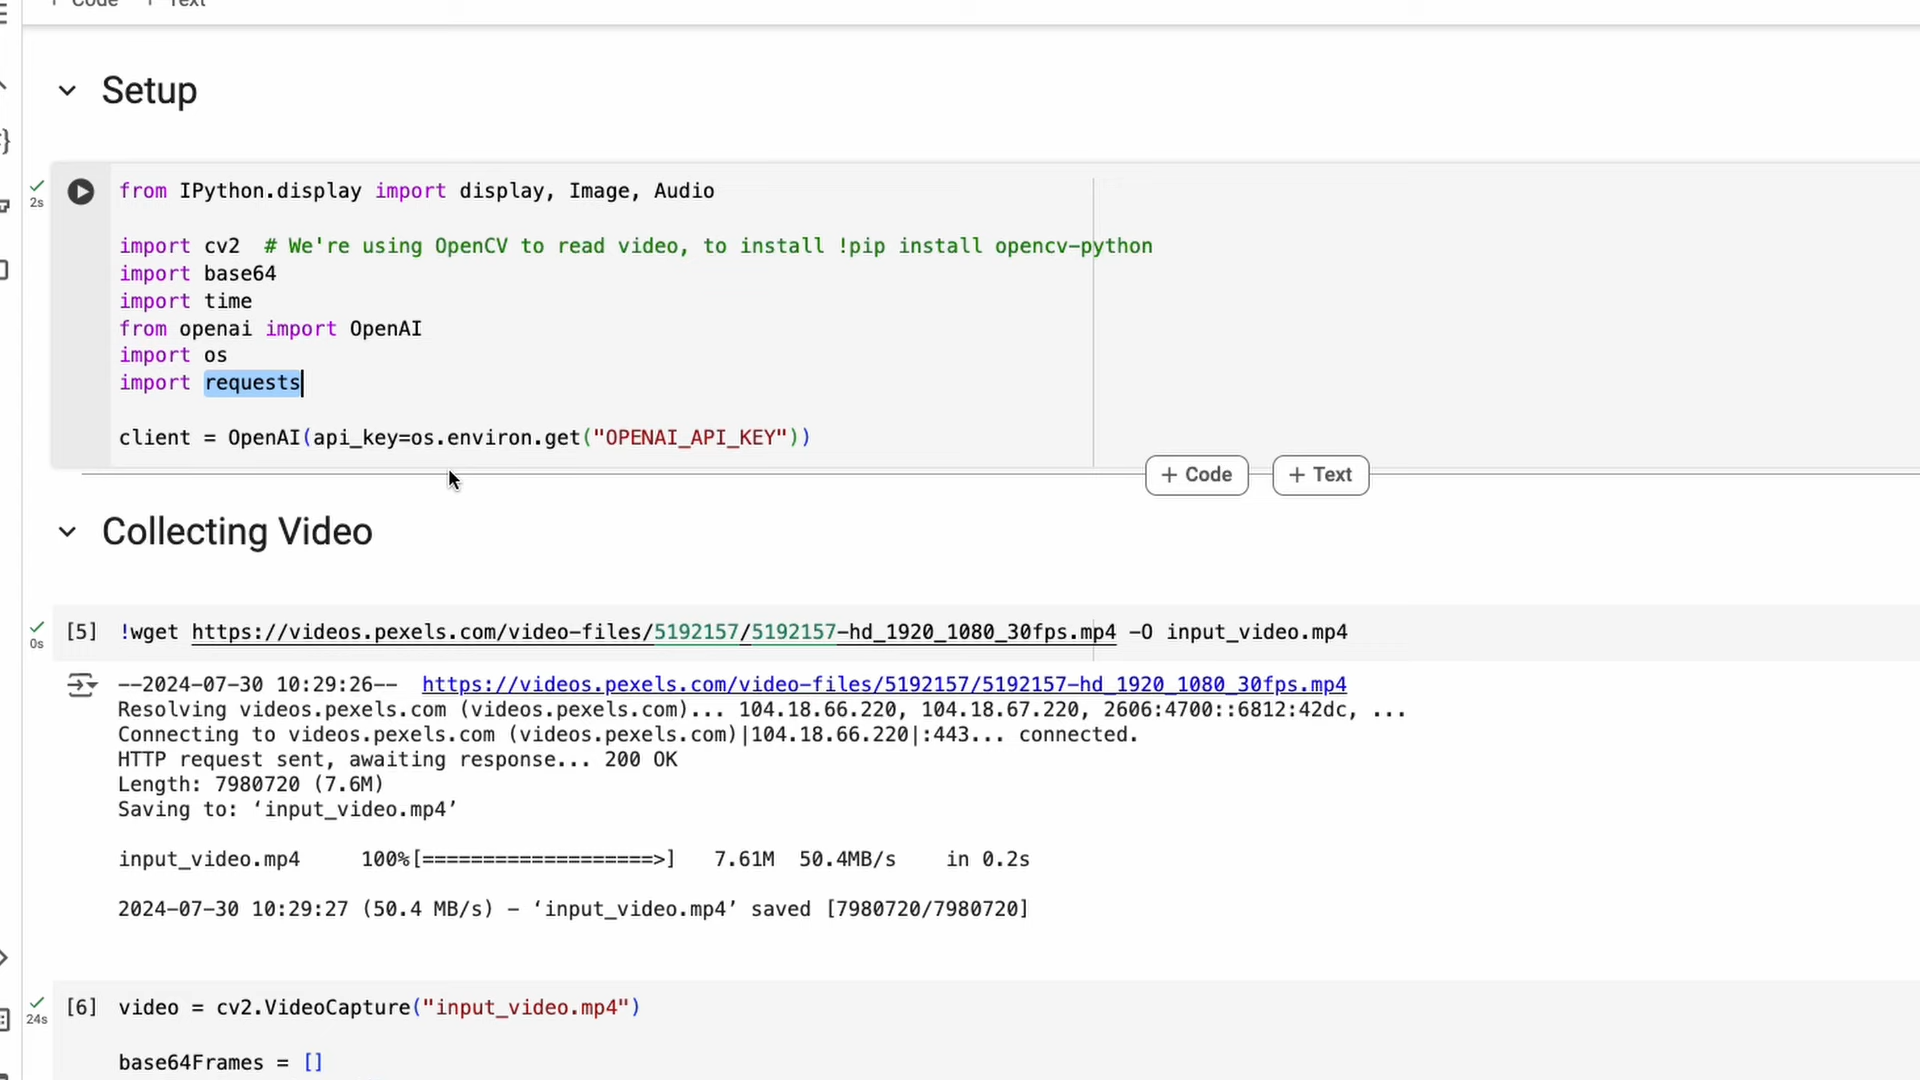 + Code + Text
Setup
2s
from IPython.display import display, Image, Audio
import cv2  # We're using OpenCV to read video, to install !pip install opencv-python
import base64
import time
from openai import OpenAI
import os
import requests
client = OpenAI(api_key=os.environ.get("OPENAI_API_KEY"))
+ Code + Text
Collecting Video
0s
[5] !wget https://videos.pexels.com/video-files/5192157/5192157-hd_1920_1080_30fps.mp4 -O input_video.mp4
--2024-07-30 10:29:26--  https://videos.pexels.com/video-files/5192157/5192157-hd_1920_1080_30fps.mp4
Resolving videos.pexels.com (videos.pexels.com)... 104.18.66.220, 104.18.67.220, 2606:4700::6812:42dc, ...
Connecting to videos.pexels.com (videos.pexels.com)|104.18.66.220|:443... connected.
HTTP request sent, awaiting response... 200 OK
Length: 7980720 (7.6M)
Saving to: ‘input_video.mp4’
input_video.mp4     100%[===================>]   7.61M  50.4MB/s    in 0.2s
2024-07-30 10:29:27 (50.4 MB/s) - ‘input_video.mp4’ saved [7980720/7980720]
24s
[6] video = cv2.VideoCapture("input_video.mp4")
base64Frames = []